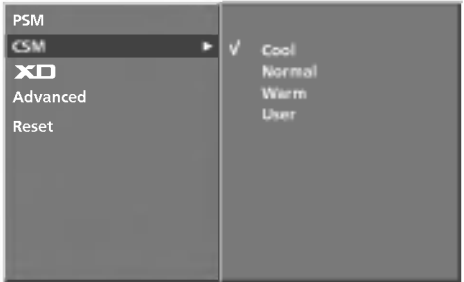 PSM
CSM ► √ Cool
XD Normal
Advanced Warm
Reset User